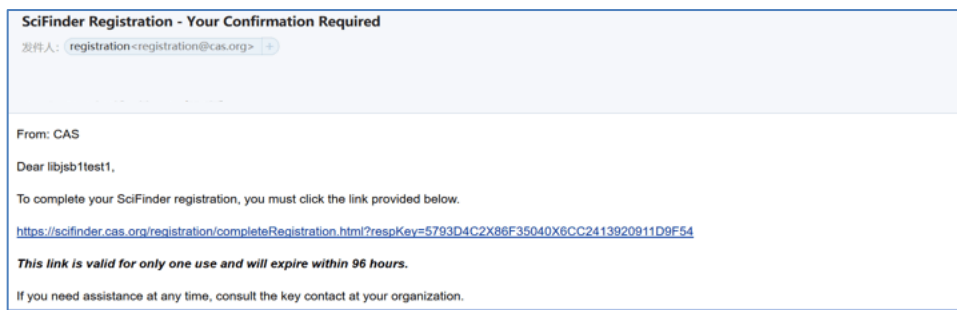 SciFinder Registration - Your Confirmation Required
发件人: registration<registration@cas.org> +
From: CAS
Dear libjsb1test1,
To complete your SciFinder registration, you must click the link provided below.
https://scifinder.cas.org/registration/completeRegistration.html?respKey=5793D4C2X86F35040X6CC2413920911D9F54
This link is valid for only one use and will expire within 96 hours.
If you need assistance at any time, consult the key contact at your organization.